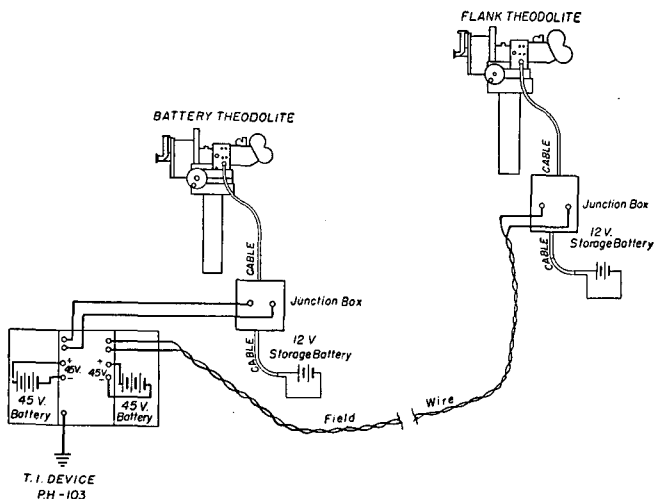 FLANK THEODOLITE
BATTERY THEODOLITE
CABLE
Junction Box
12 V.
Storage Battery
CABLE
CABLE
Junction Box
12 V
Storage Battery
CABLE
+
45V.
-
+
45V.
-
45 V.
Battery
45 V.
Battery
Field
Wire
T. I. DEVICE
PH-103